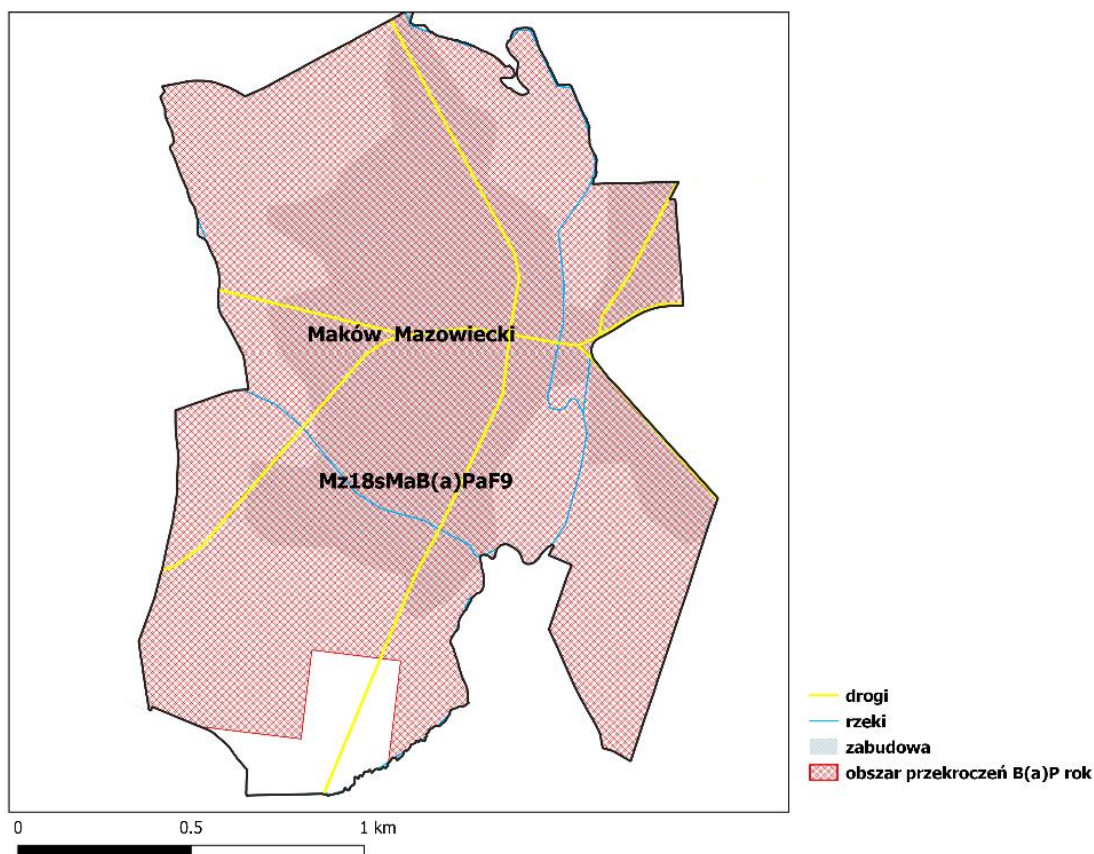 Maków Mazowiecki
Mz18sMaB(a)PaF9
drogi
rzeki
zabudowa
obszar przekroczeń B(a)P rok
0 0.5 1 km